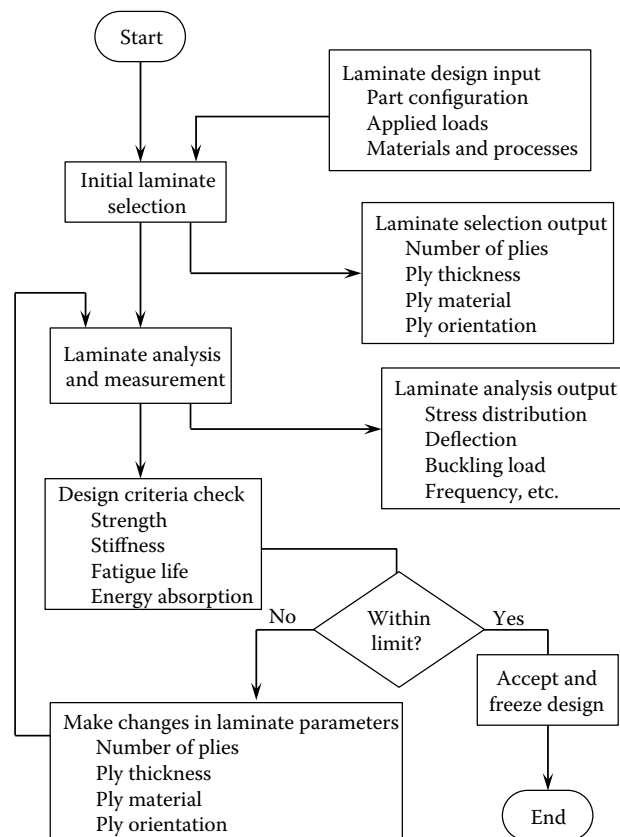 Start
Laminate design input
Part configuration
Applied loads
Materials and processes
Initial laminate
selection
Laminate selection output
Number of plies
Ply thickness
Ply material
Ply orientation
Laminate analysis
and measurement
Laminate analysis output
Stress distribution
Deflection
Buckling load
Frequency, etc.
Design criteria check
Strength
Stiffness
Fatigue life
Energy absorption
No
Within
limit?
Yes
Accept and
freeze design
Make changes in laminate parameters
Number of plies
Ply thickness
Ply material
Ply orientation
End